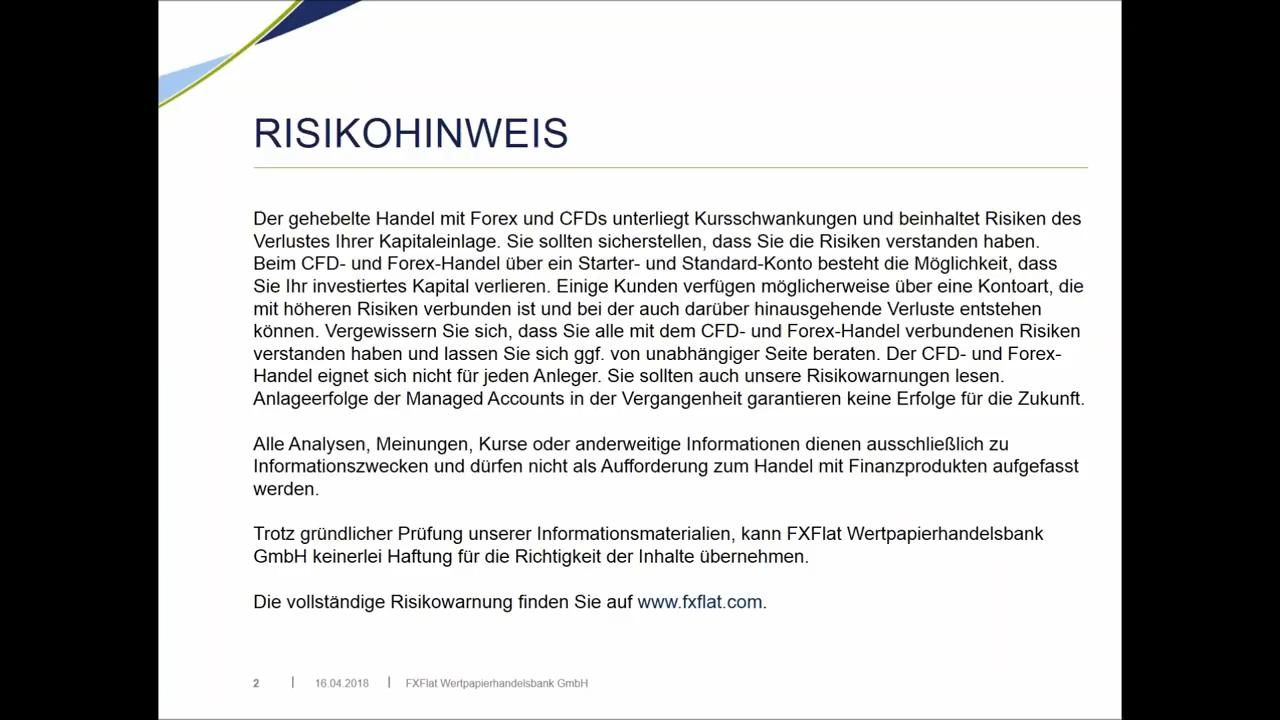 RISIKOHINWEIS
Der gehebelte Handel mit Forex und CFDs unterliegt Kursschwankungen und beinhaltet Risiken des
Verlustes Ihrer Kapitaleinlage. Sie sollten sicherstellen, dass Sie die Risiken verstanden haben.
Beim CFD- und Forex-Handel über ein Starter- und Standard-Konto besteht die Möglichkeit, dass
Sie Ihr investiertes Kapital verlieren. Einige Kunden verfügen möglicherweise über eine Kontoart, die
mit höheren Risiken verbunden ist und bei der auch darüber hinausgehende Verluste entstehen
können. Vergewissern Sie sich, dass Sie alle mit dem CFD- und Forex-Handel verbundenen Risiken
verstanden haben und lassen Sie sich ggf. von unabhängiger Seite beraten. Der CFD- und Forex-
Handel eignet sich nicht für jeden Anleger. Sie sollten auch unsere Risikowarnungen lesen.
Anlageerfolge der Managed Accounts in der Vergangenheit garantieren keine Erfolge für die Zukunft.
Alle Analysen, Meinungen, Kurse oder anderweitige Informationen dienen ausschließlich zu
Informationszwecken und dürfen nicht als Aufforderung zum Handel mit Finanzprodukten aufgefasst
werden.
Trotz gründlicher Prüfung unserer Informationsmaterialien, kann FXFlat Wertpapierhandelsbank
GmbH keinerlei Haftung für die Richtigkeit der Inhalte übernehmen.
Die vollständige Risikowarnung finden Sie auf www.fxflat.com.
2 | 16.04.2018 | FXFlat Wertpapierhandelsbank GmbH